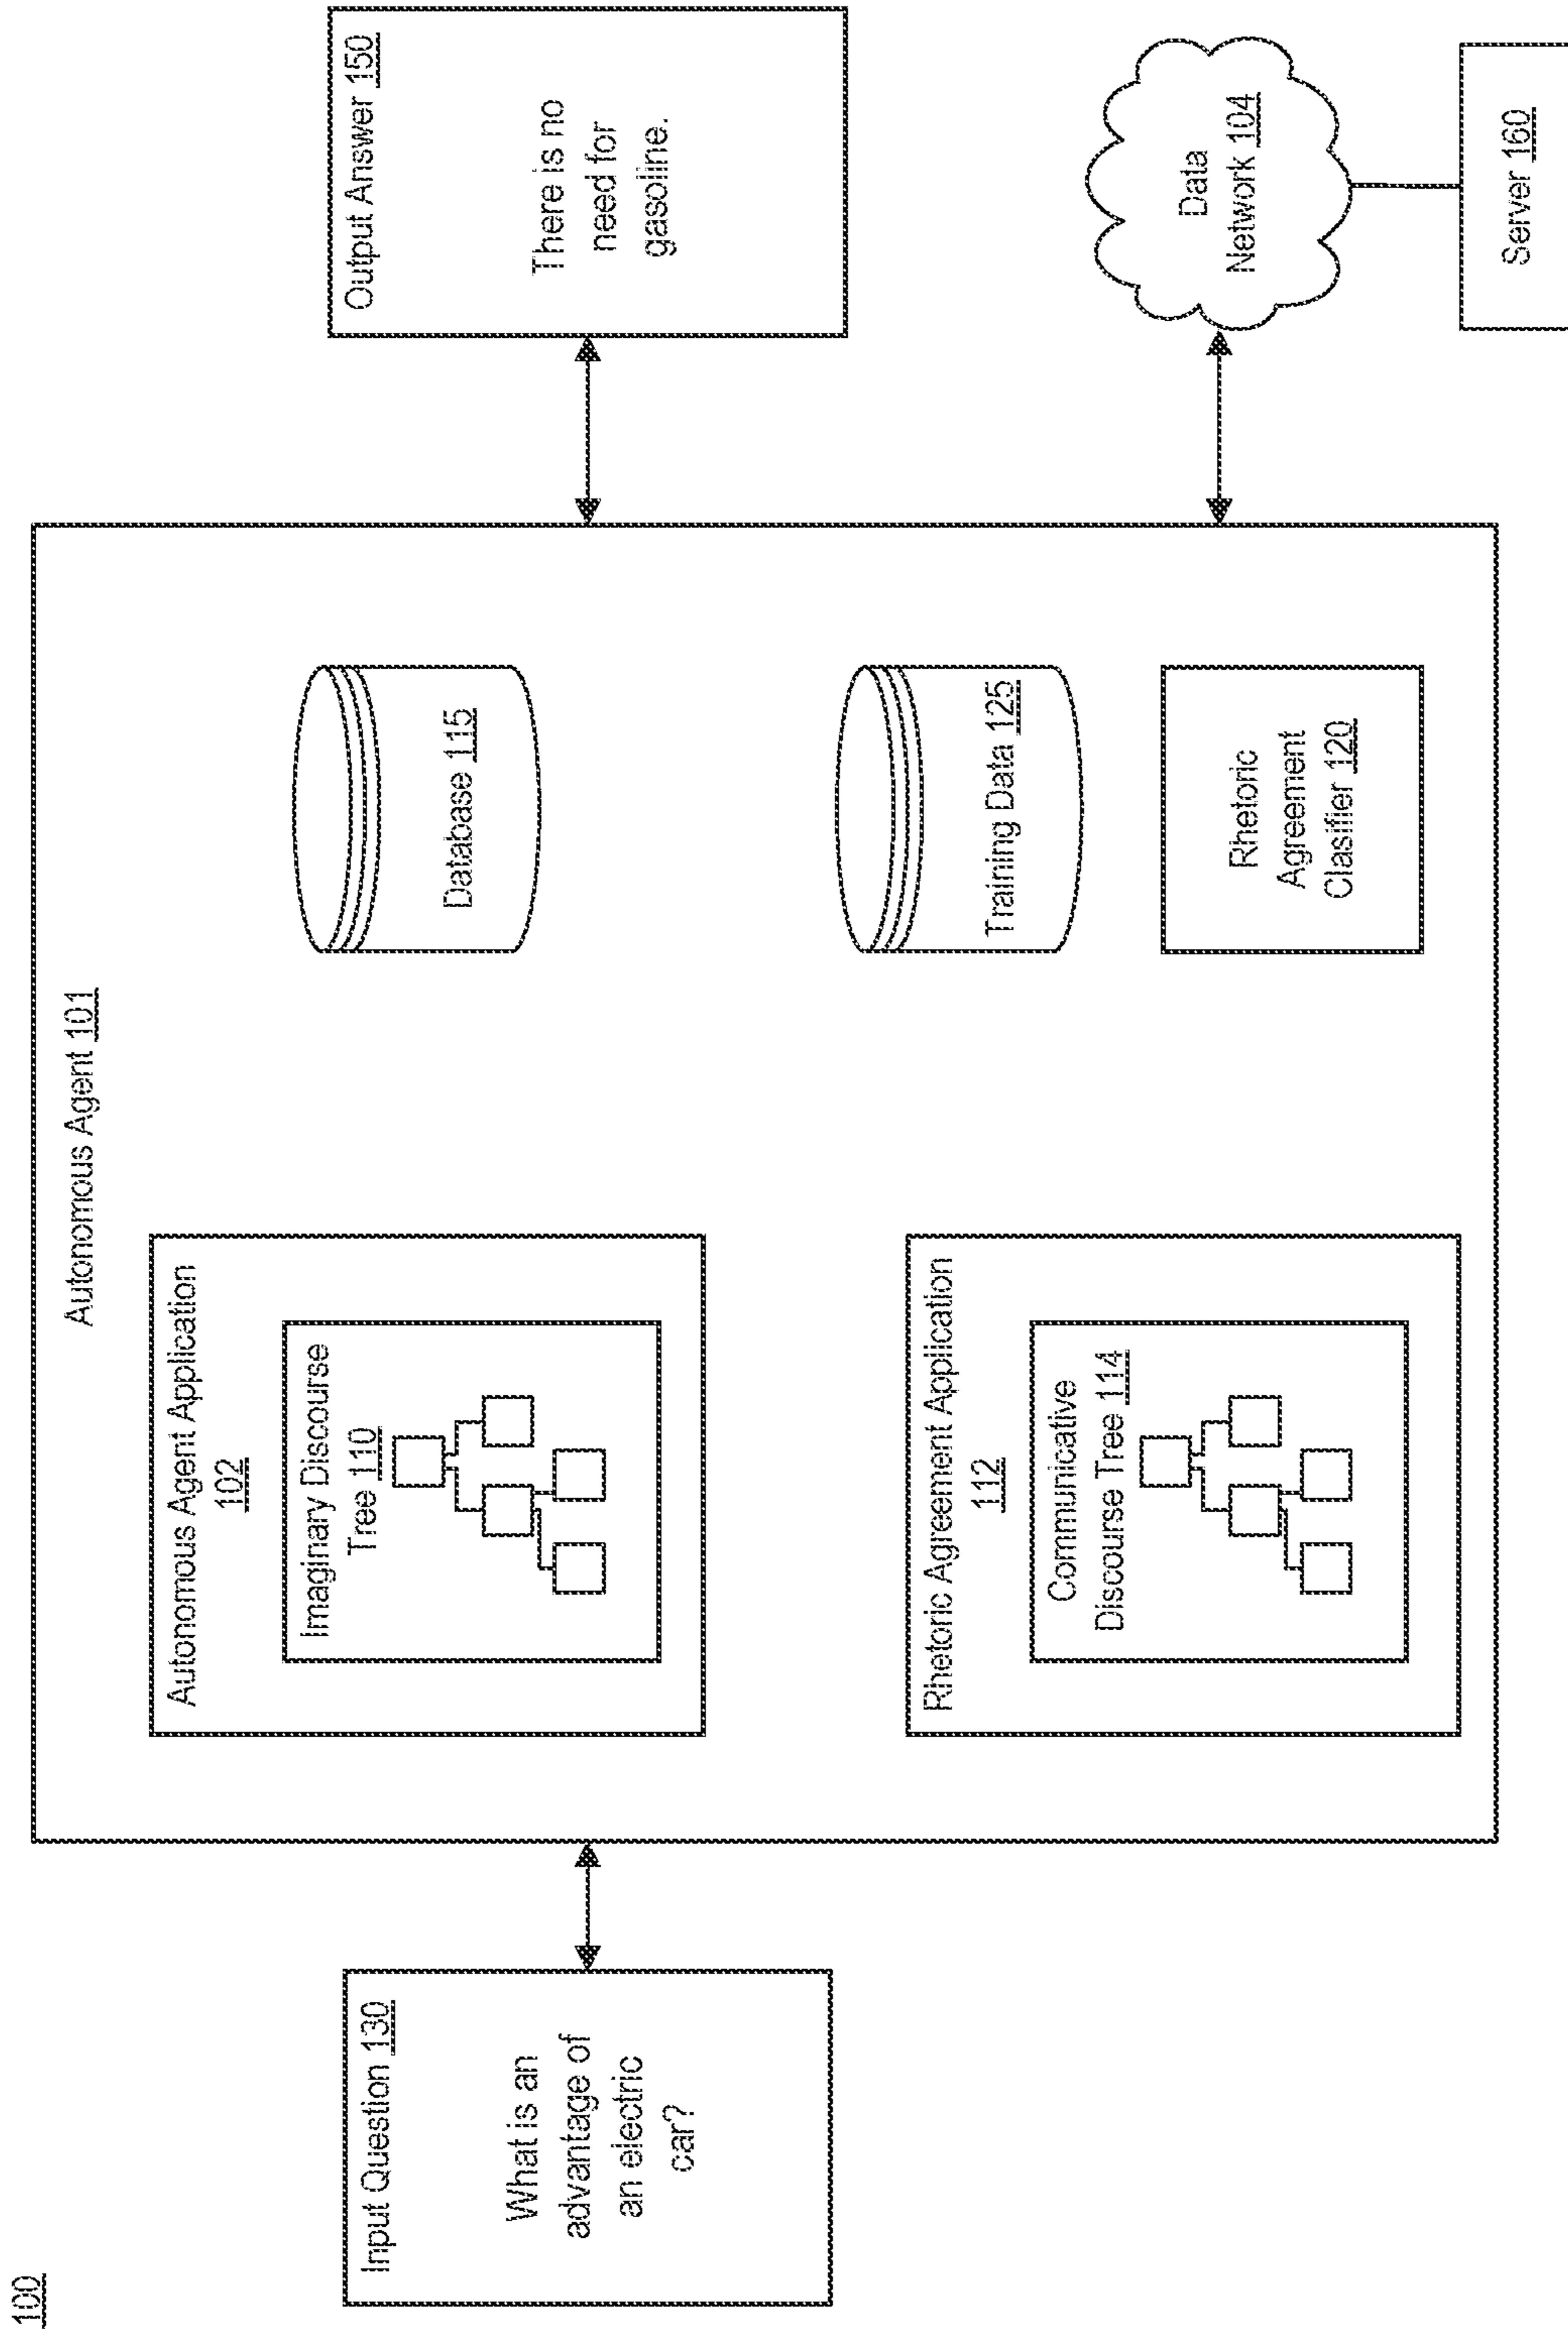 100
Input Question 130
What is an
advantage of
an electric
car?
Autonomous Agent 101
Autonomous Agent Application
102
Imaginary Discourse
Tree 110
Rhetoric Agreement Application
112
Communicative
Discourse Tree 114
Database 115
Training Data 125
Rhetoric
Agreement
Clasifier 120
Output Answer 150
There is no
need for
gasoline.
Data
Network 104
Server 160